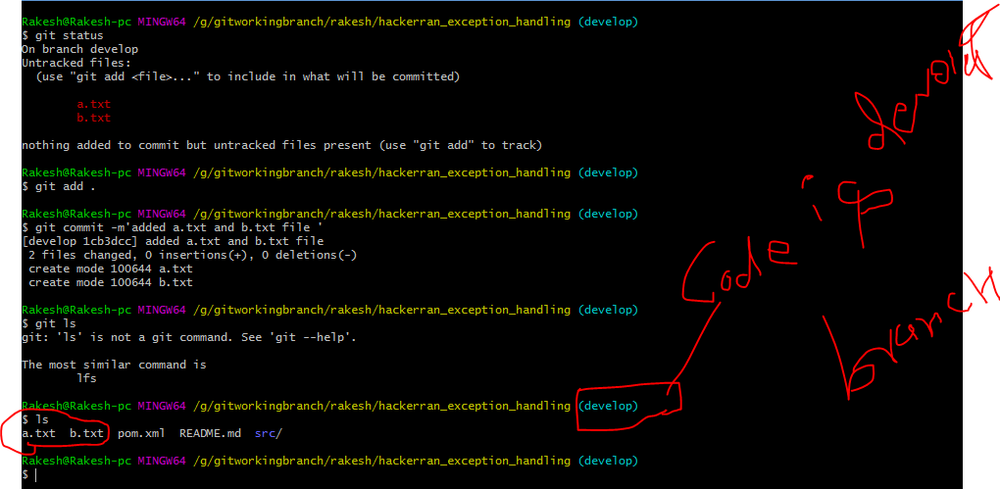 Rakesh@Rakesh-pc MINGW64 /g/gitworkingbranch/rakesh/hackerran_exception_handling (develop)
$ git status
On branch develop
Untracked files:
  (use "git add <file>..." to include in what will be committed)
        a.txt
        b.txt
nothing added to commit but untracked files present (use "git add" to track)
Rakesh@Rakesh-pc MINGW64 /g/gitworkingbranch/rakesh/hackerran_exception_handling (develop)
$ git add .
Rakesh@Rakesh-pc MINGW64 /g/gitworkingbranch/rakesh/hackerran_exception_handling (develop)
$ git commit -m'added a.txt and b.txt file '
[develop 1cb3dcc] added a.txt and b.txt file
 2 files changed, 0 insertions(+), 0 deletions(-)
 create mode 100644 a.txt
 create mode 100644 b.txt
Rakesh@Rakesh-pc MINGW64 /g/gitworkingbranch/rakesh/hackerran_exception_handling (develop)
$ git ls
git: 'ls' is not a git command. See 'git --help'.
The most similar command is
        lfs
Rakesh@Rakesh-pc MINGW64 /g/gitworkingbranch/rakesh/hackerran_exception_handling (develop)
$ ls
a.txt  b.txt  pom.xml  README.md  src/
Rakesh@Rakesh-pc MINGW64 /g/gitworkingbranch/rakesh/hackerran_exception_handling (develop)
$
Code
branch